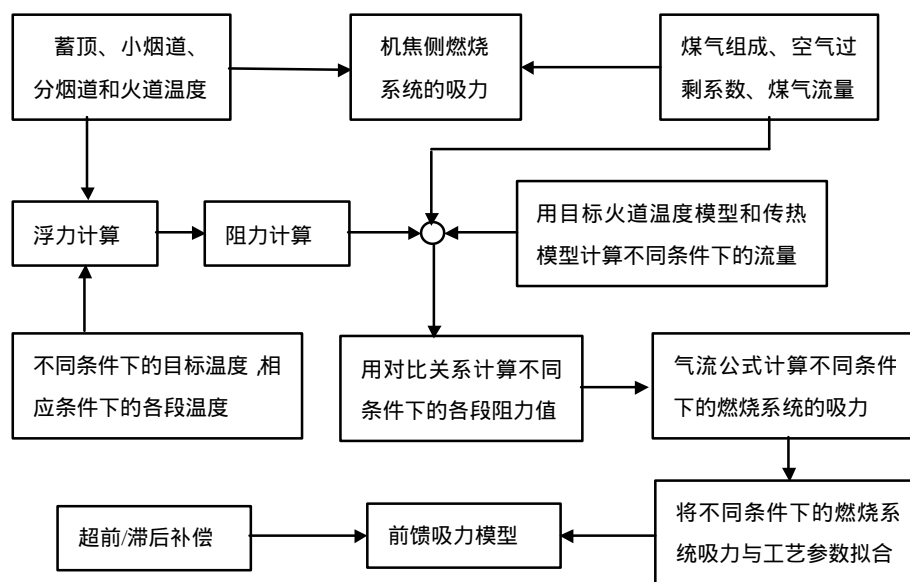 蓄顶、小烟道、
分烟道和火道温度
机焦侧燃烧
系统的吸力
煤气组成、空气过
剩系数、煤气流量
浮力计算
阻力计算
用目标火道温度模型和传热
模型计算不同条件下的流量
不同条件下的目标温度,相
应条件下的各段温度
用对比关系计算不同
条件下的各段阻力值
气流公式计算不同条件
下的燃烧系统的吸力
超前/滞后补偿
前馈吸力模型
将不同条件下的燃烧系
统吸力与工艺参数拟合